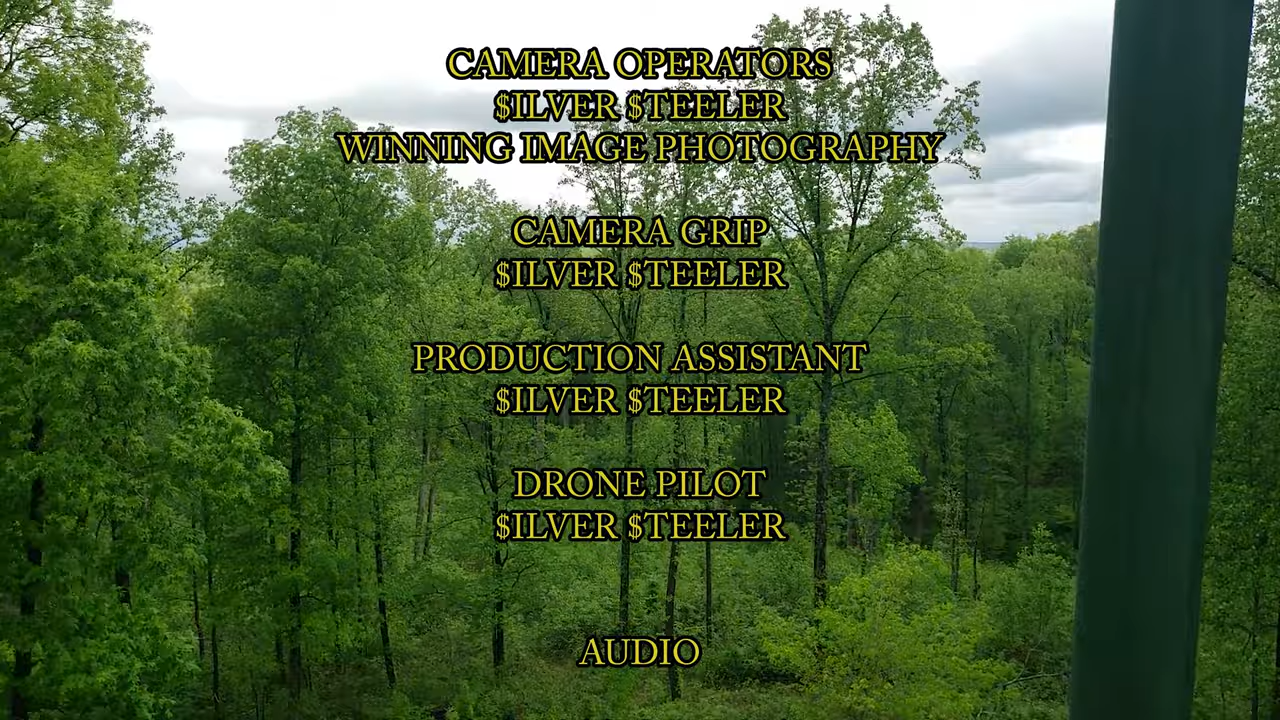 CAMERA OPERATORS
$ILVER $TEELER
WINNING IMAGE PHOTOGRAPHY
CAMERA GRIP
$ILVER $TEELER
PRODUCTION ASSISTANT
$ILVER $TEELER
DRONE PILOT
$ILVER $TEELER
AUDIO